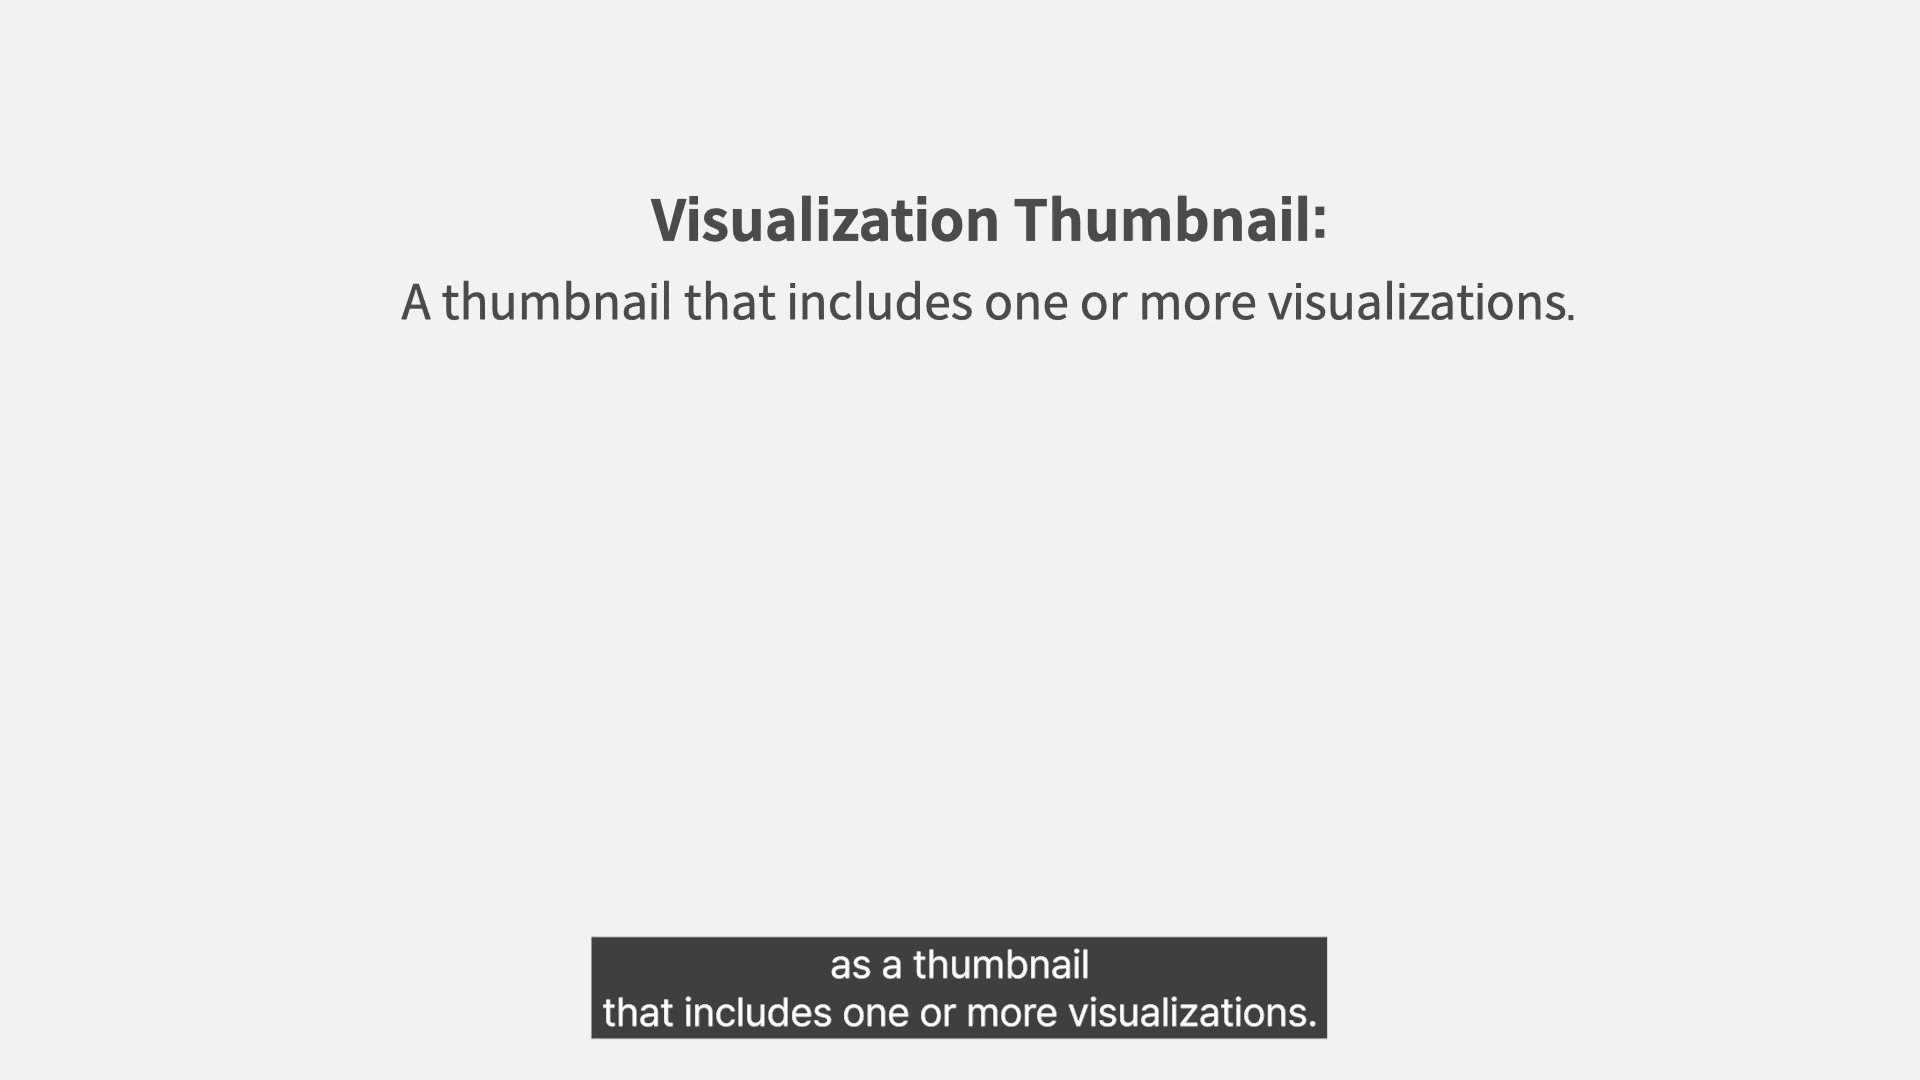 Visualization Thumbnail:
A thumbnail that includes one or more visualizations.
as a thumbnail
that includes one or more visualizations.